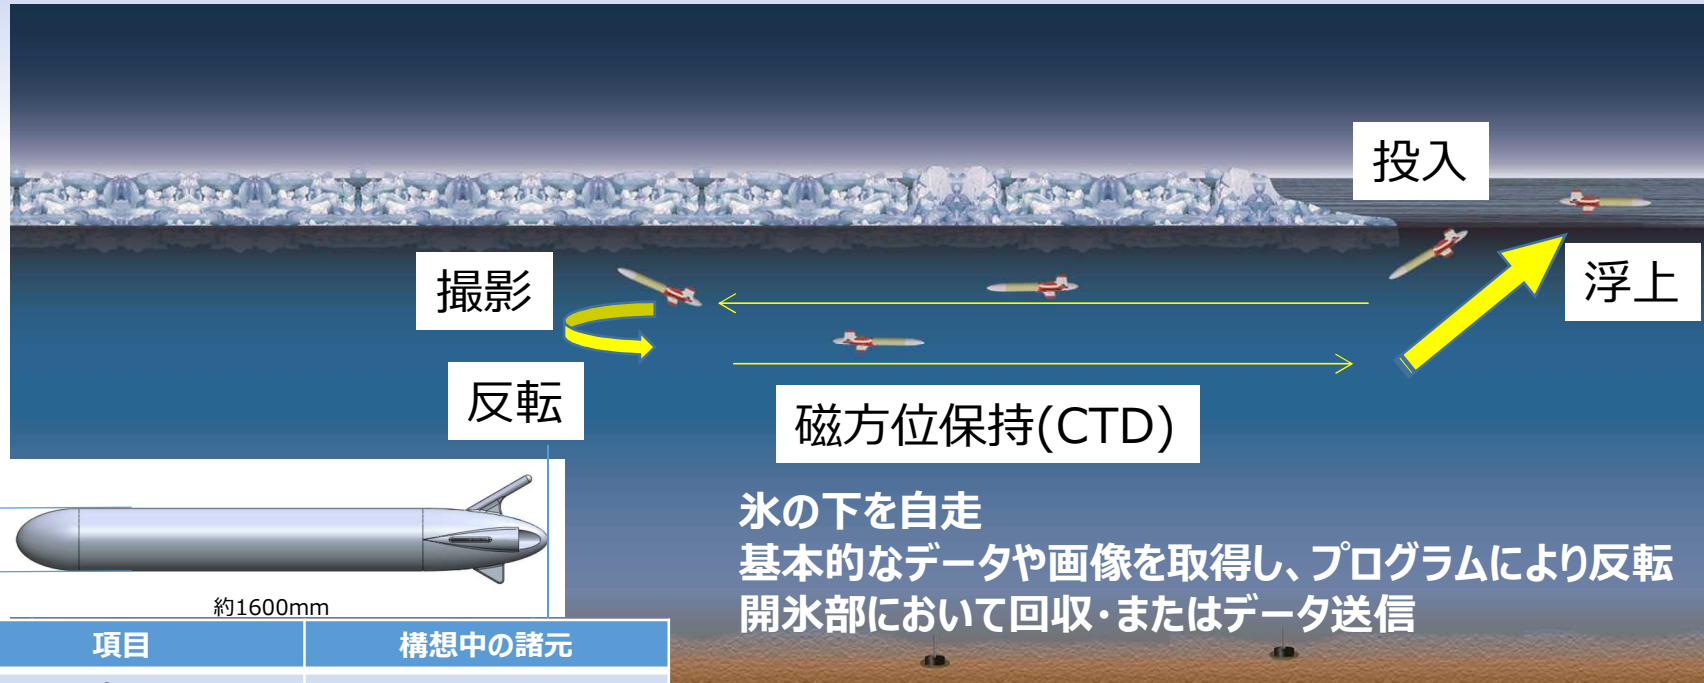 投入
浮上
撮影
反転
磁方位保持(CTD)
氷の下を自走
基本的なデータや画像を取得し、プログラムにより反転
開氷部において回収・またはデータ送信
約1600mm
項目 構想中の諸元